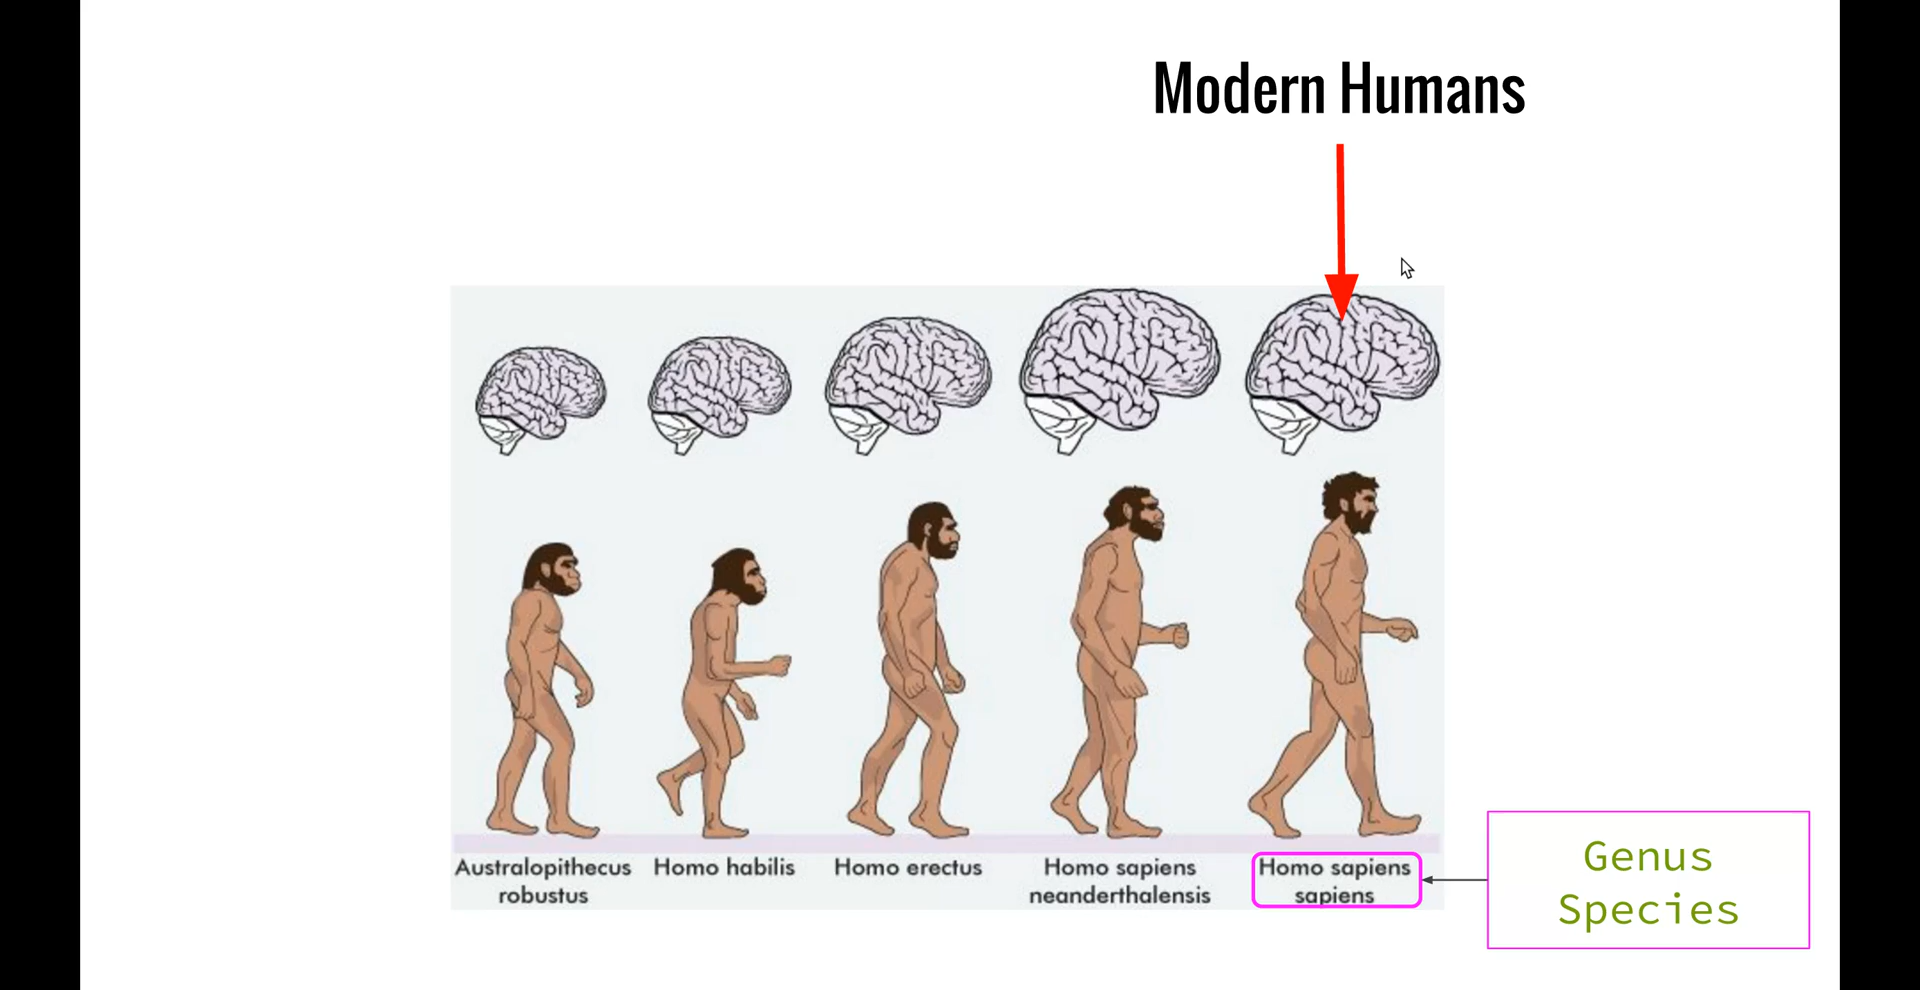 Modern Humans
Australopithecus
robustus
Homo habilis
Homo erectus
Homo sapiens
neanderthalensis
Homo sapiens
sapiens
Genus
Species